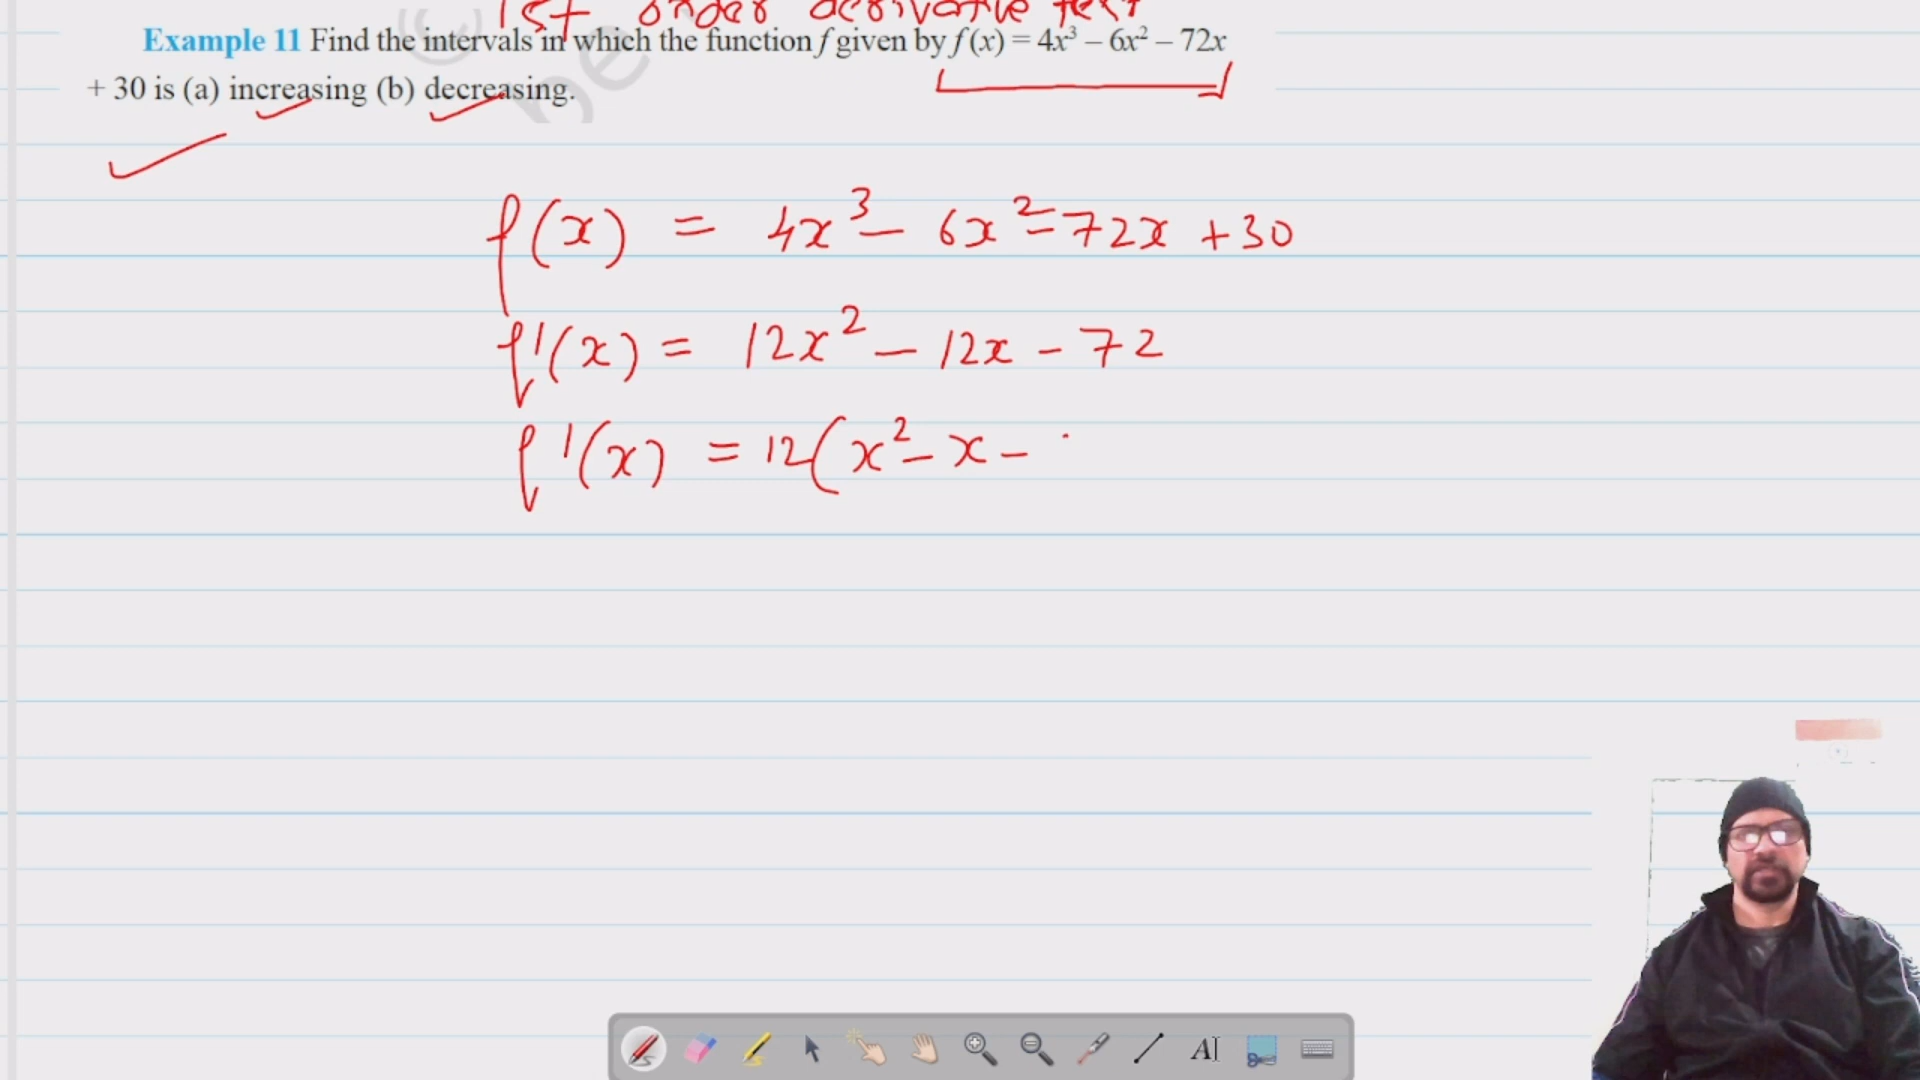 1st order derivative test
Example 11 Find the intervals in which the function f given by f (x) = 4x³ – 6x² – 72x
+ 30 is (a) increasing (b) decreasing.
f(x) = 4x³ – 6x² – 72x + 30
f'(x) = 12x² – 12x – 72
f'(x) = 12(x² – x –
AI